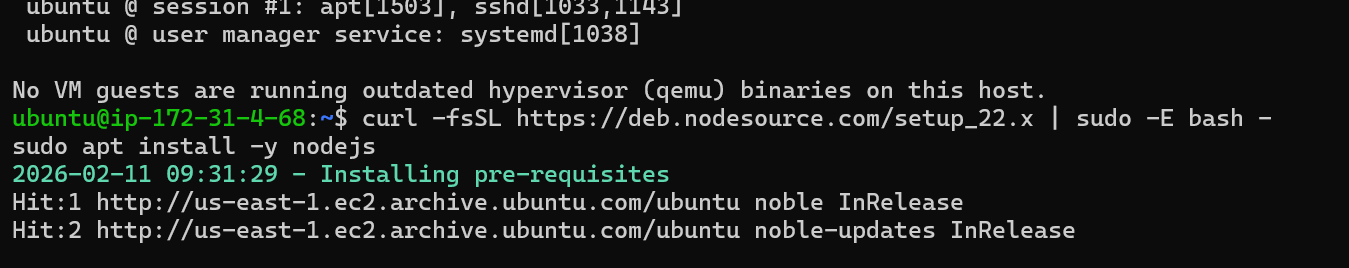 ubuntu @ session #1: apt[1503], sshd[1033,1143]
ubuntu @ user manager service: systemd[1038]
No VM guests are running outdated hypervisor (qemu) binaries on this host.
ubuntu@ip-172-31-4-68:~$ curl -fsSL https://deb.nodesource.com/setup_22.x | sudo -E bash -
sudo apt install -y nodejs
2026-02-11 09:31:29 - Installing pre-requisites
Hit:1 http://us-east-1.ec2.archive.ubuntu.com/ubuntu noble InRelease
Hit:2 http://us-east-1.ec2.archive.ubuntu.com/ubuntu noble-updates InRelease